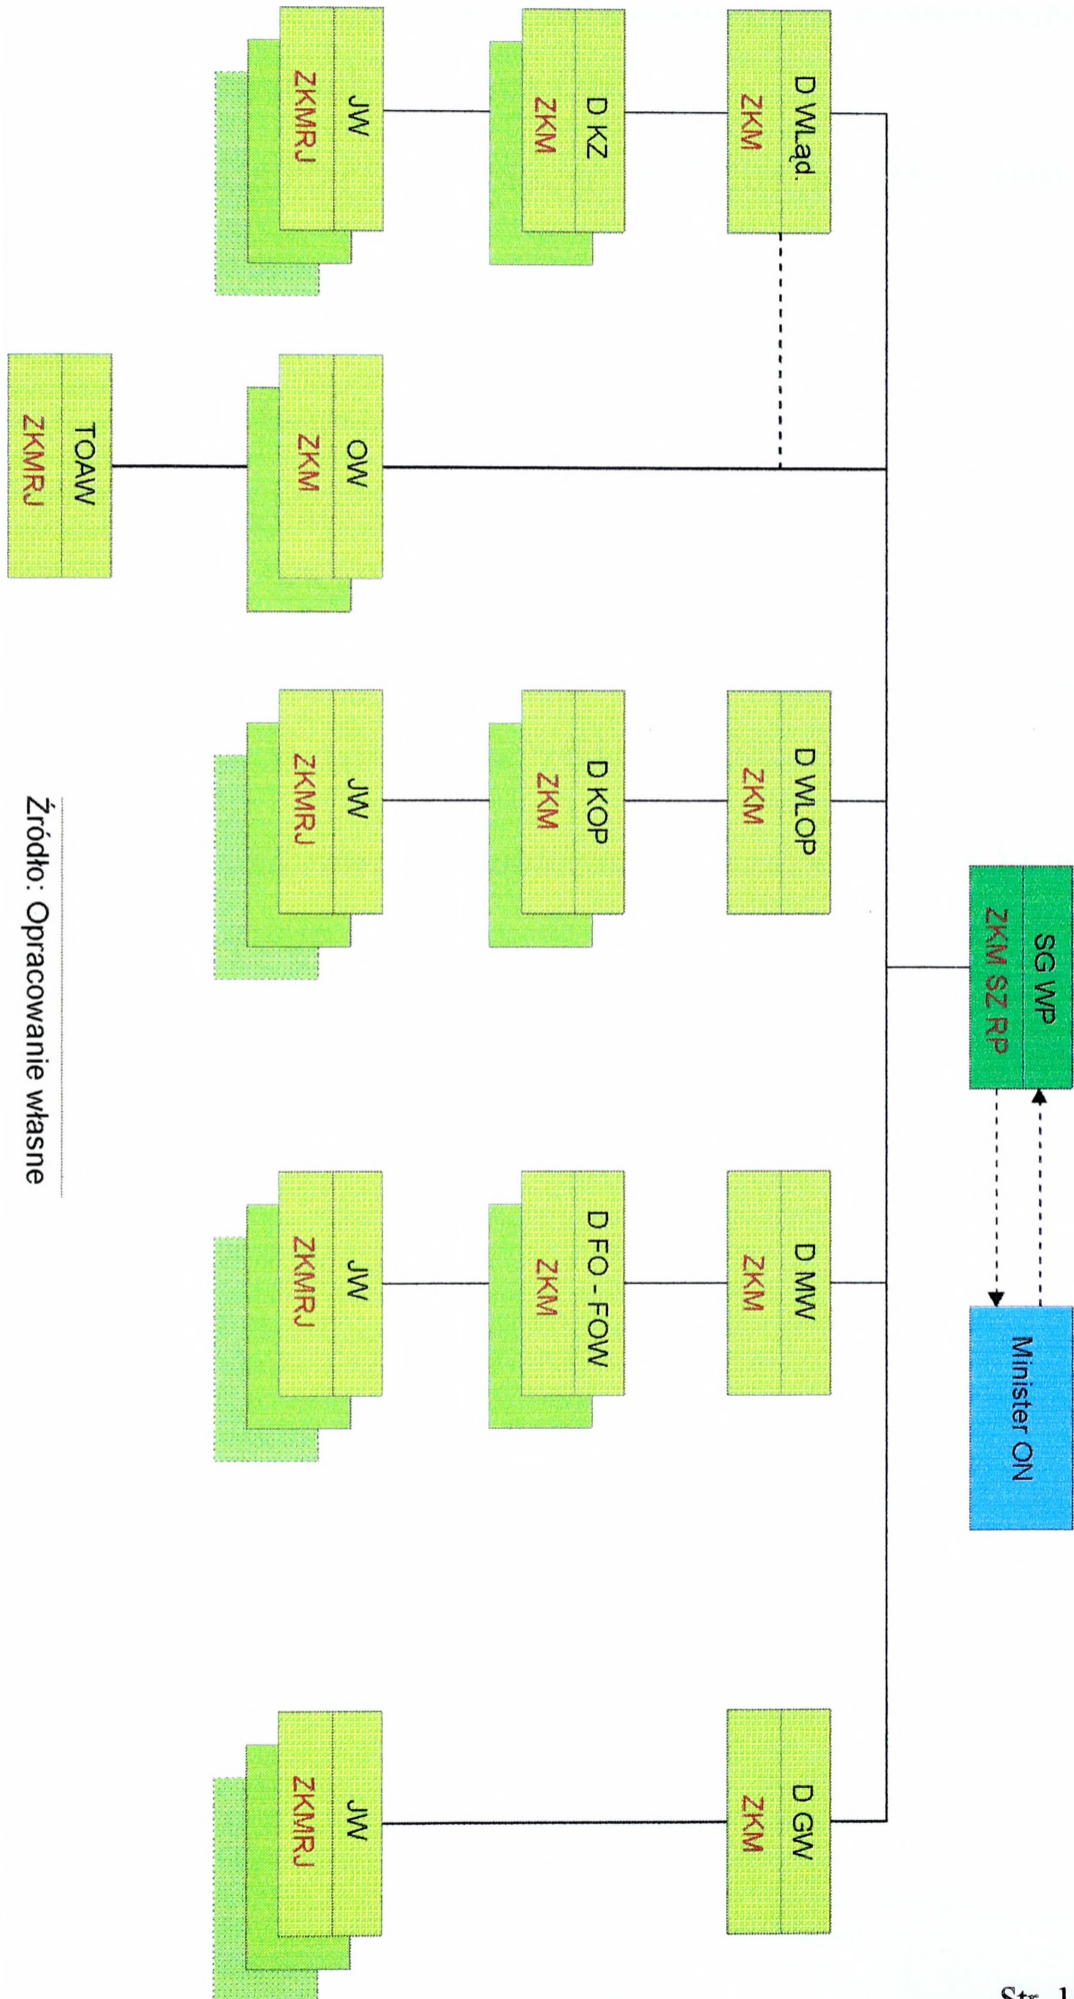 SG WP
ZKM SZ RP
Minister ON
D WLąd.
ZKM
D WLOP
ZKM
D MW
ZKM
D GW
ZKM
D KZ
ZKM
D KOP
ZKM
D FO - FOW
ZKM
JW
ZKMRJ
OW
ZKM
JW
ZKMRJ
JW
ZKMRJ
JW
ZKMRJ
TOAW
ZKMRJ
Źródło: Opracowanie własne
Str. 1